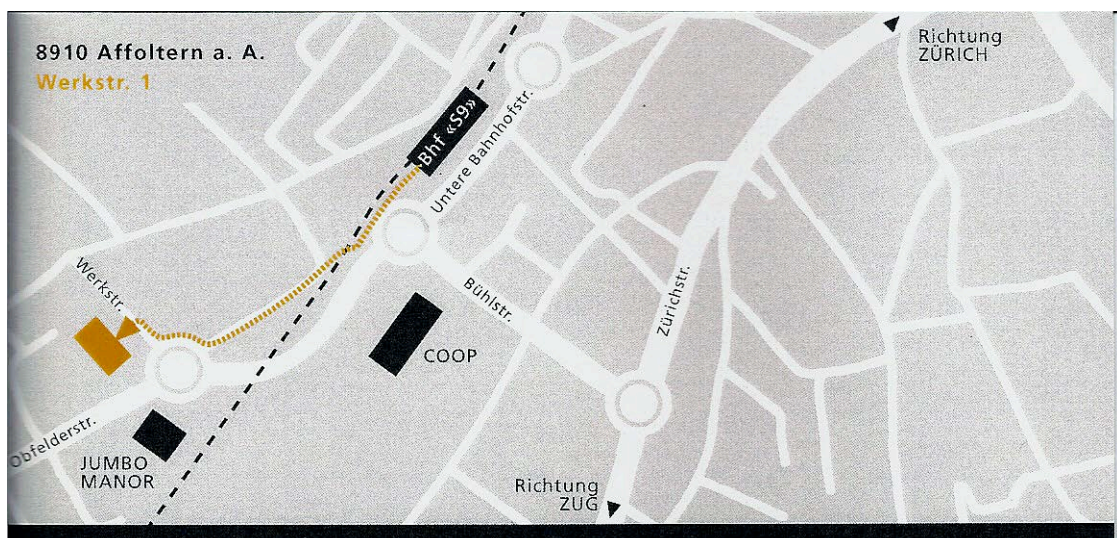 8910 Affoltern a. A.
Werkstr. 1
Richtung
ZÜRICH
Bhf «S9»
Untere Bahnhofstr.
Werkstr.
Bühlstr.
Zürichstr.
COOP
Obfelderstr.
JUMBO
MANOR
Richtung
ZUG